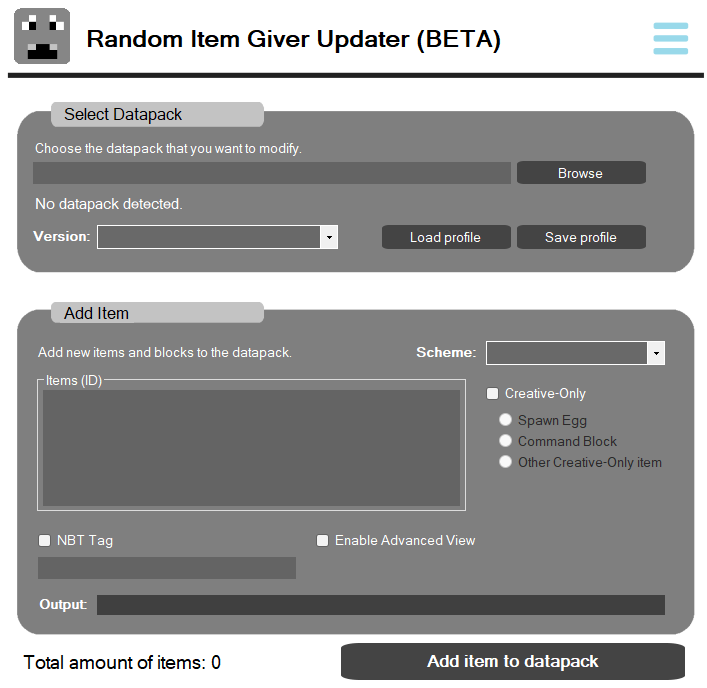 Random Item Giver Updater (BETA)
Select Datapack
Choose the datapack that you want to modify.
Browse
No datapack detected.
Version:
Load profile
Save profile
Add Item
Add new items and blocks to the datapack.
Scheme:
Items (ID)
Creative-Only
Spawn Egg
Command Block
Other Creative-Only item
NBT Tag
Enable Advanced View
Output:
Total amount of items: 0
Add item to datapack